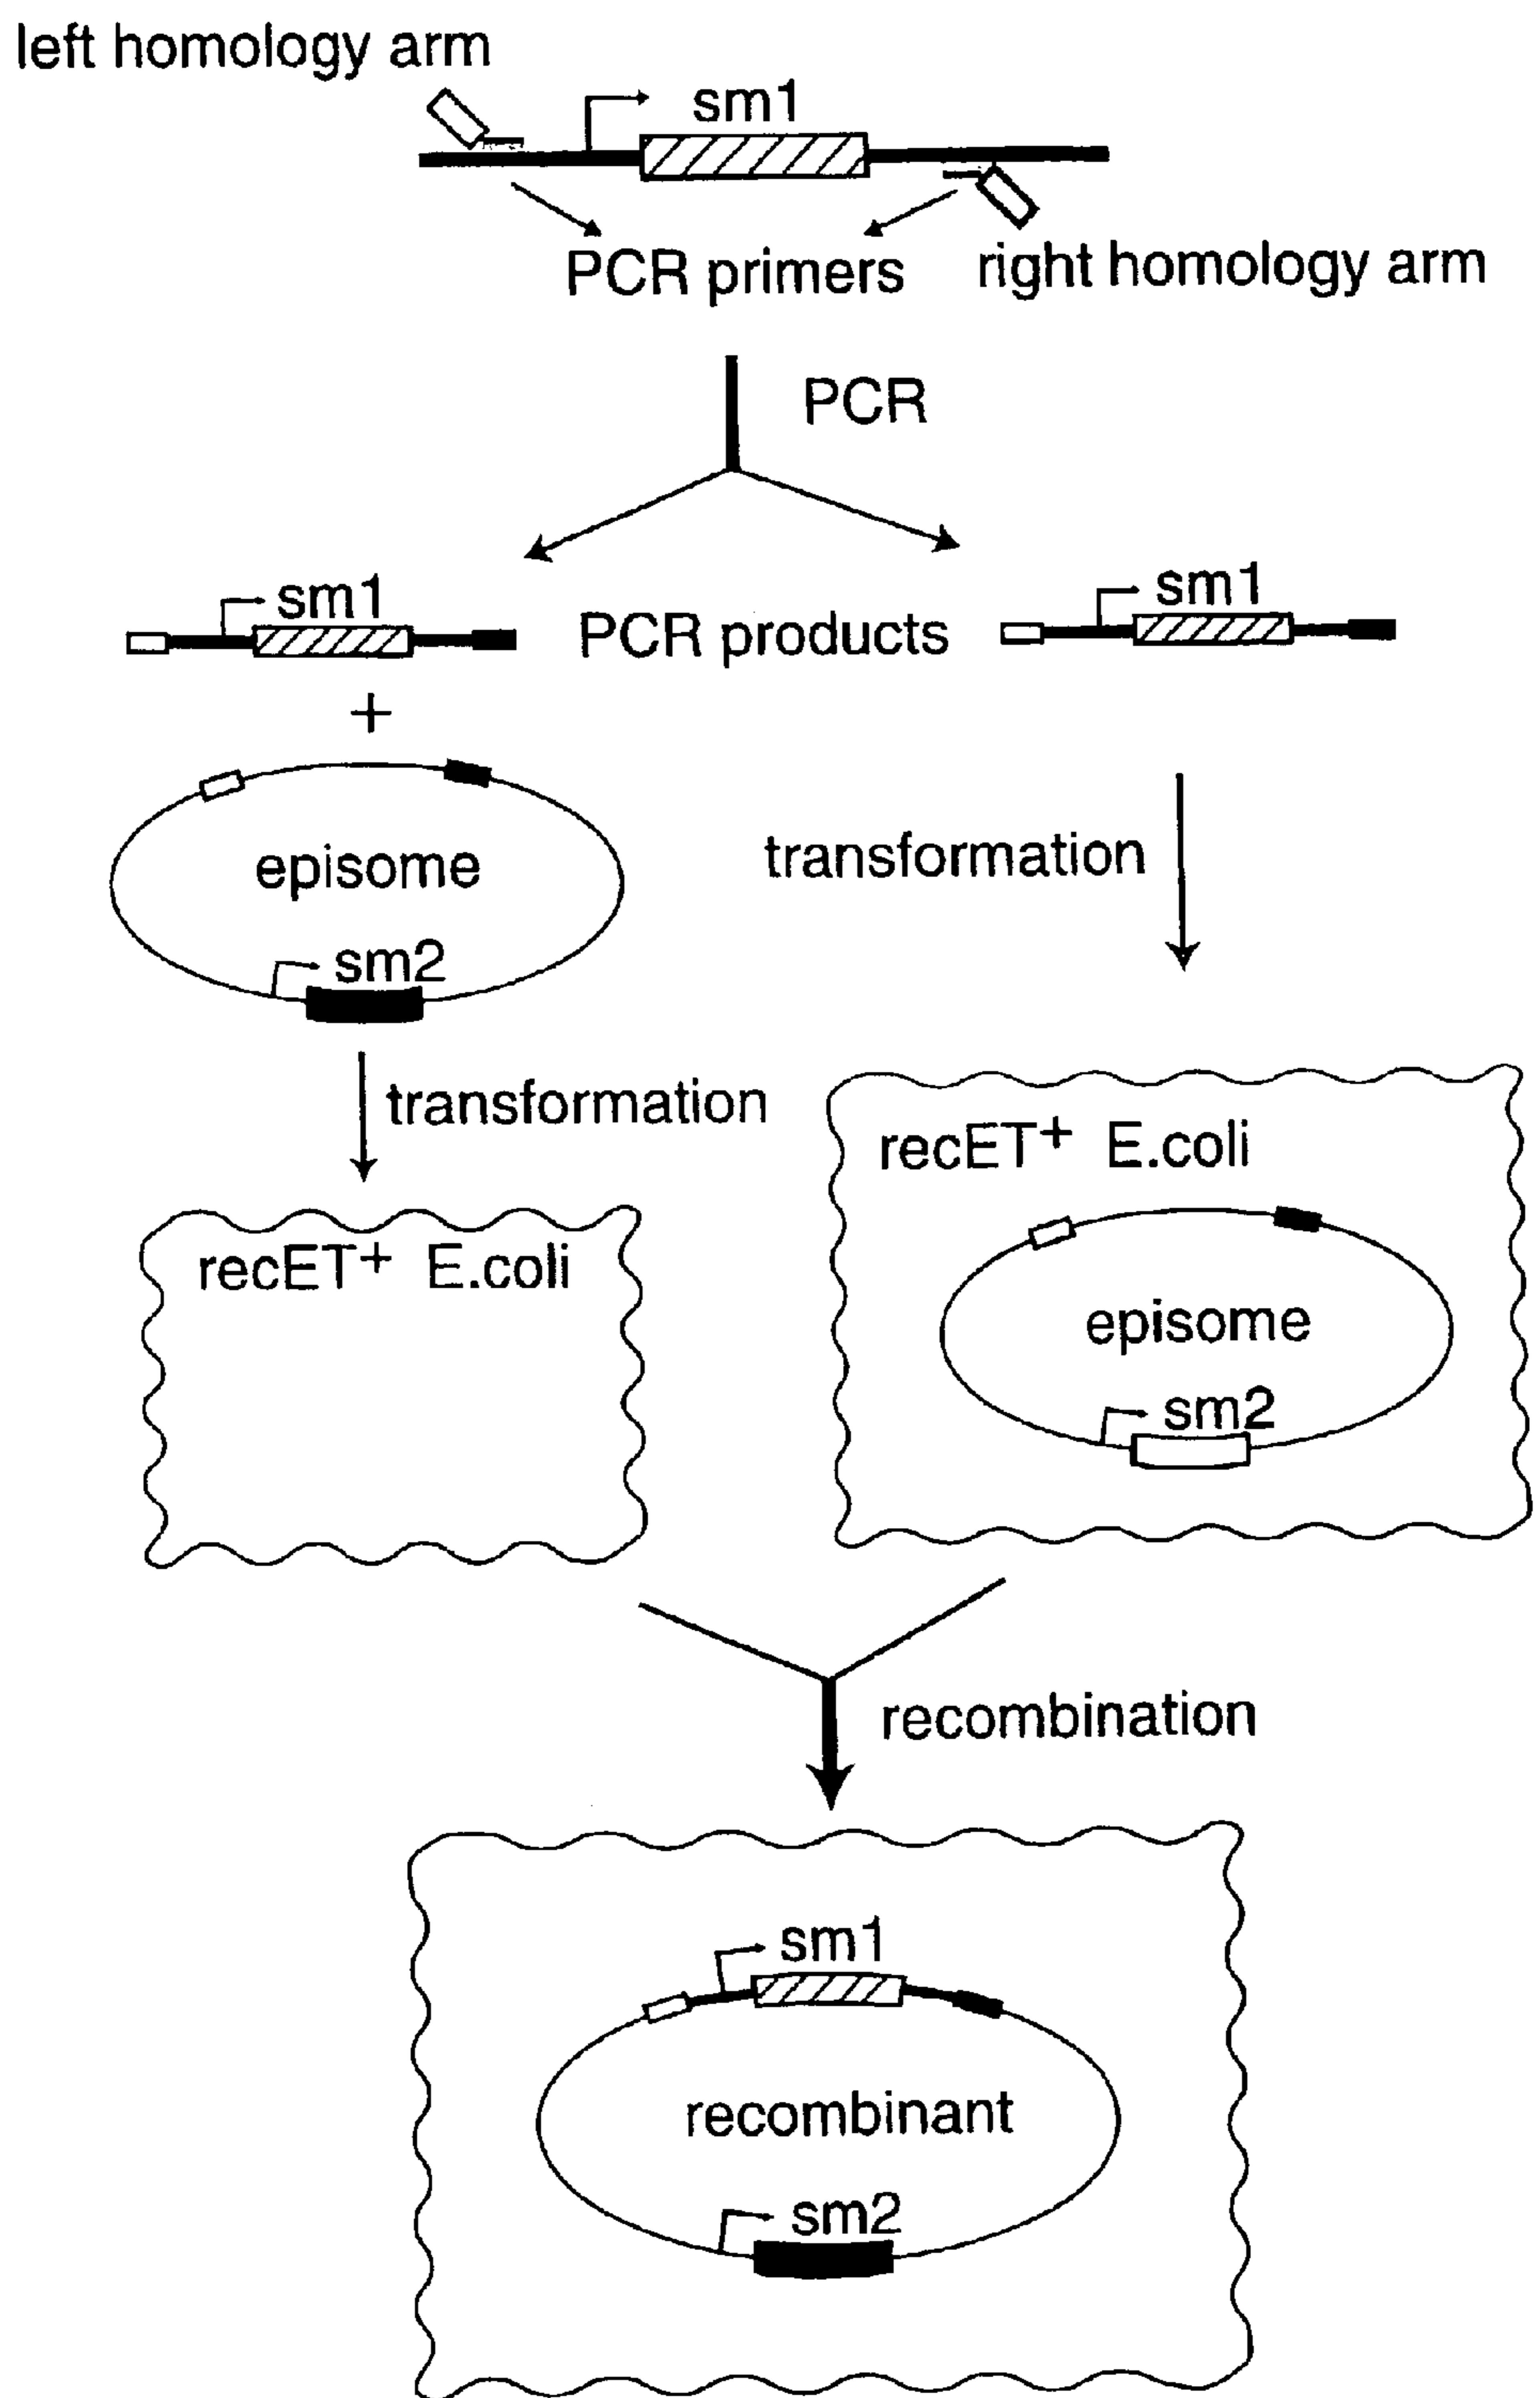 left homology arm
sm1
PCR primers
right homology arm
PCR
sm1
PCR products
sm1
+
episome
sm2
transformation
transformation
recET+ E.coli
recET+ E.coli
episome
sm2
recombination
sm1
recombinant
sm2